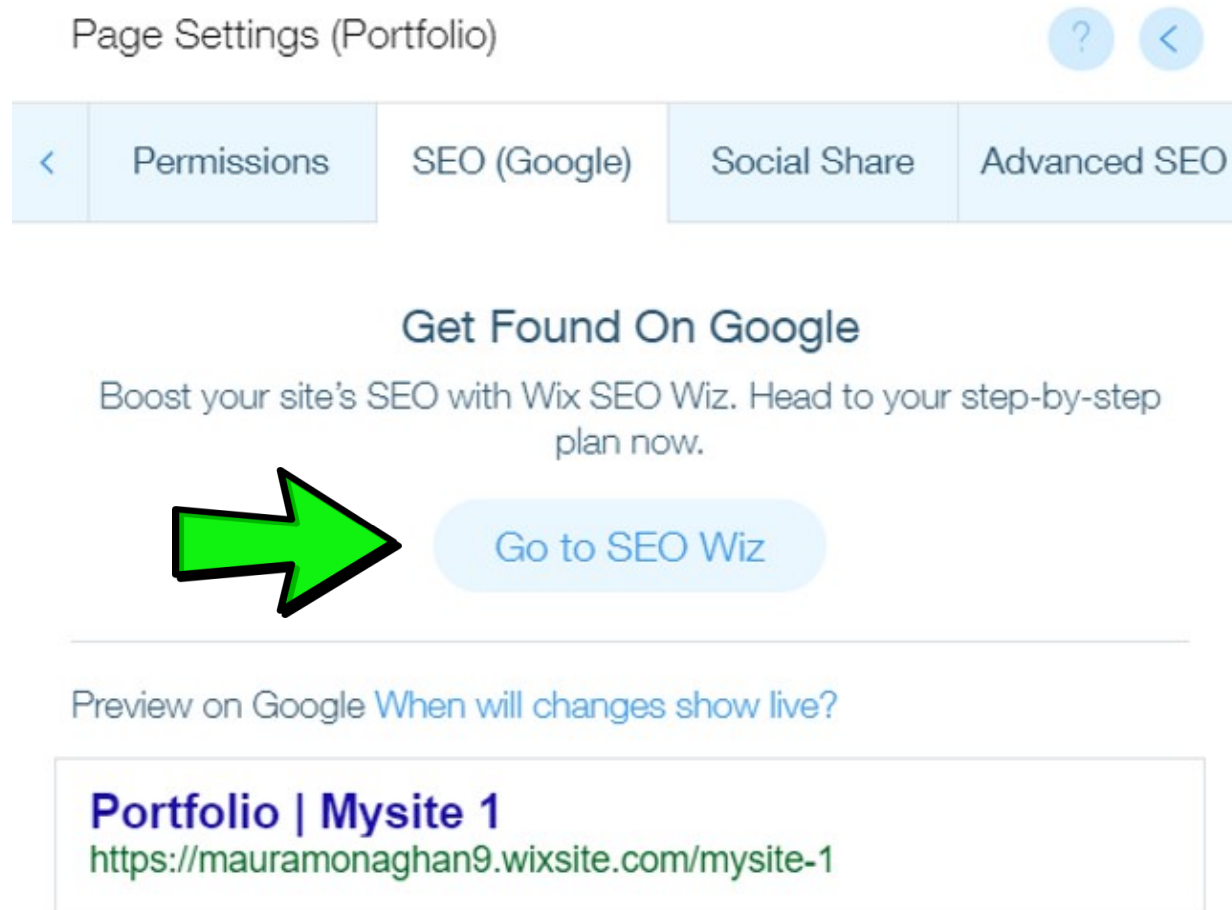 Page Settings (Portfolio)
?
Permissions
SEO (Google)
Social Share
Advanced SEO
Get Found On Google
Boost your site's SEO with Wix SEO Wiz. Head to your step-by-step
plan now.
Go to SEO Wiz
Preview on Google When will changes show live?
Portfolio | Mysite 1
https://mauramonaghan9.wixsite.com/mysite-1